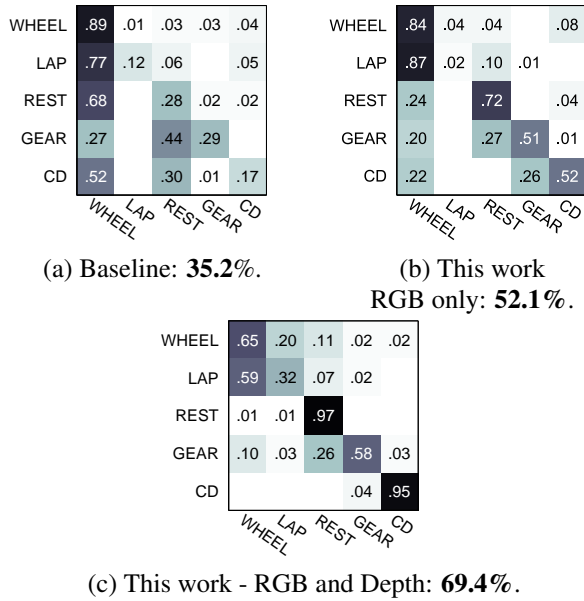 WHEEL .89 .01 .03 .03 .04
LAP .77 .12 .06 .05
REST .68 .28 .02 .02
GEAR .27 .44 .29
CD .52 .30 .01 .17
WHEEL LAP REST GEAR CD
(a) Baseline: 35.2%.
WHEEL .84 .04 .04 .08
LAP .87 .02 .10 .01
REST .24 .72 .04
GEAR .20 .27 .51 .01
CD .22 .26 .52
WHEEL LAP REST GEAR CD
(b) This work
RGB only: 52.1%.
WHEEL .65 .20 .11 .02 .02
LAP .59 .32 .07 .02
REST .01 .01 .97
GEAR .10 .03 .26 .58 .03
CD .04 .95
WHEEL LAP REST GEAR CD
(c) This work - RGB and Depth: 69.4%.